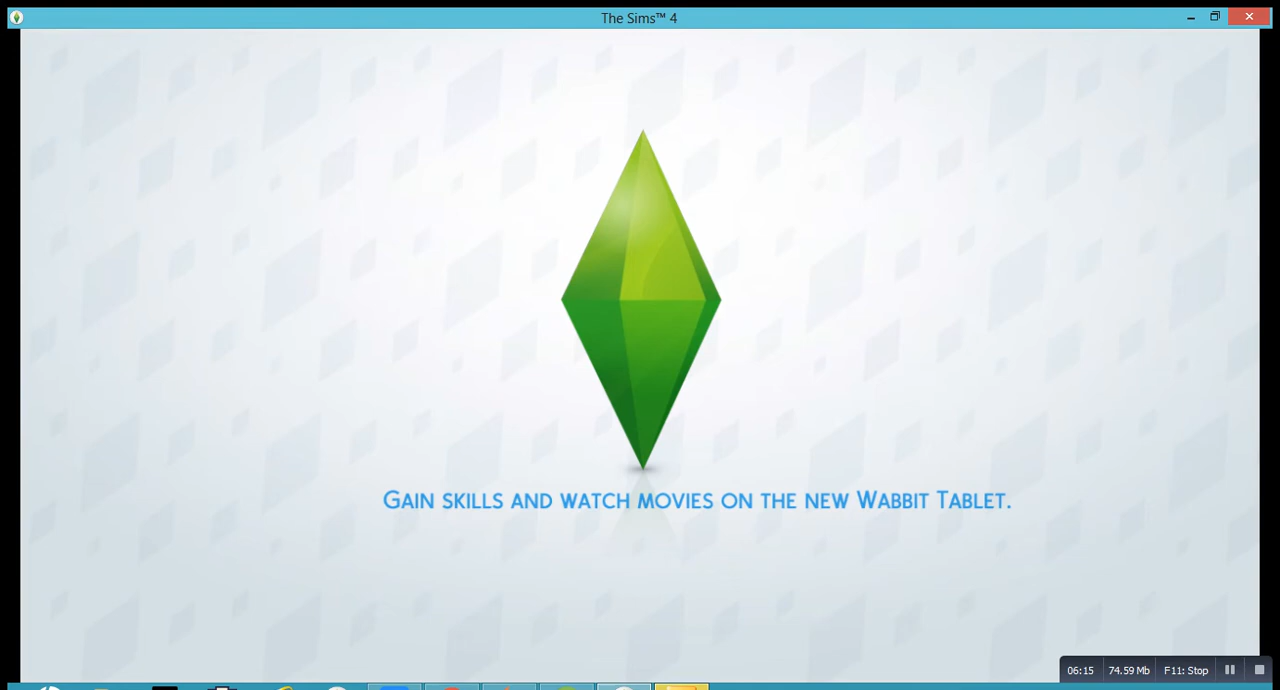 The Sims™ 4
Gain skills and watch movies on the new Wabbit Tablet.
06:15 74.59 Mb F11: Stop